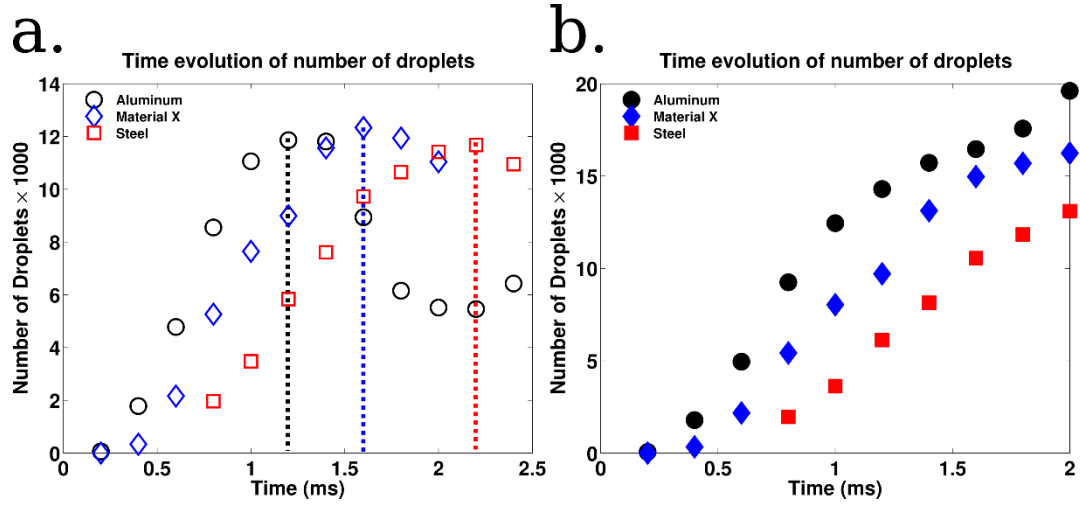 a.
Time evolution of number of droplets
Number of Droplets × 1000
14
12
10
8
6
4
2
0
Aluminum
Material X
Steel
0
0.5
1
1.5
2
2.5
Time (ms)
b.
Time evolution of number of droplets
Number of Droplets × 1000
20
15
10
5
0
Aluminum
Material X
Steel
0
0.5
1
1.5
2
Time (ms)